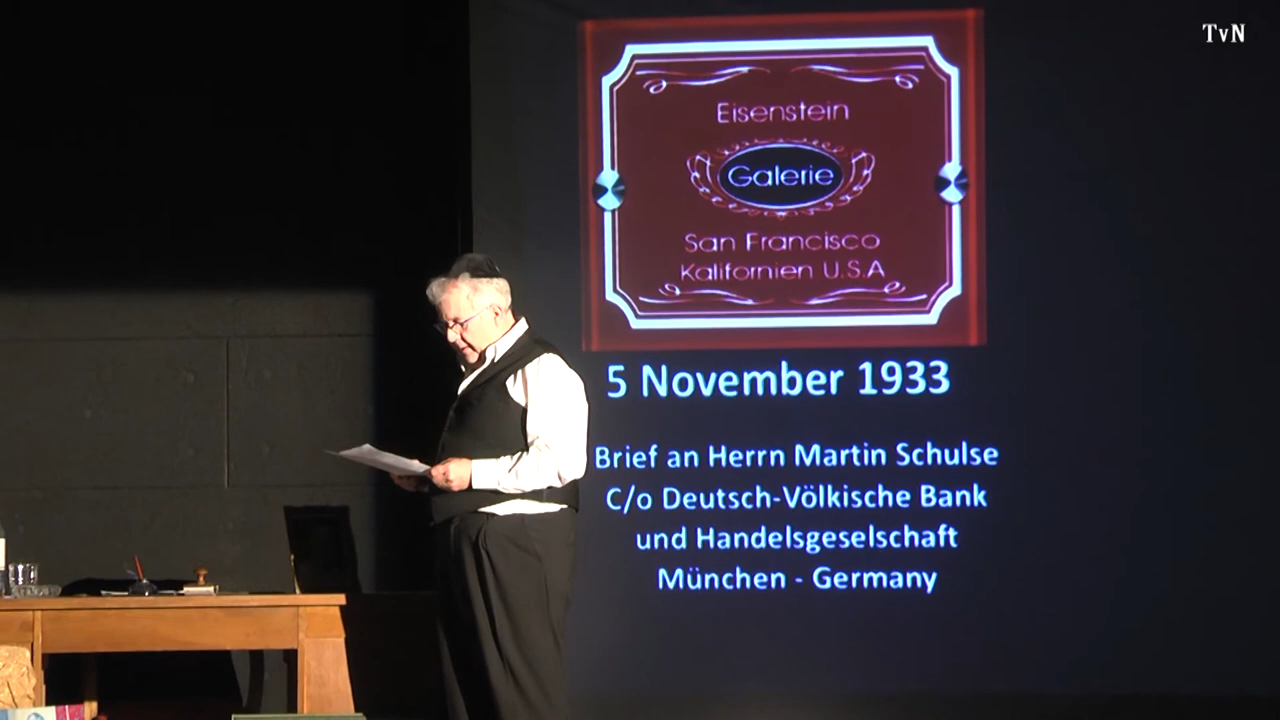 TvN
Eisenstein
Galerie
San Francisco
Kalifornien U.S.A
5 November 1933
Brief an Herrn Martin Schulse
C/o Deutsch-Völkische Bank
und Handelsgeselschaft
München - Germany